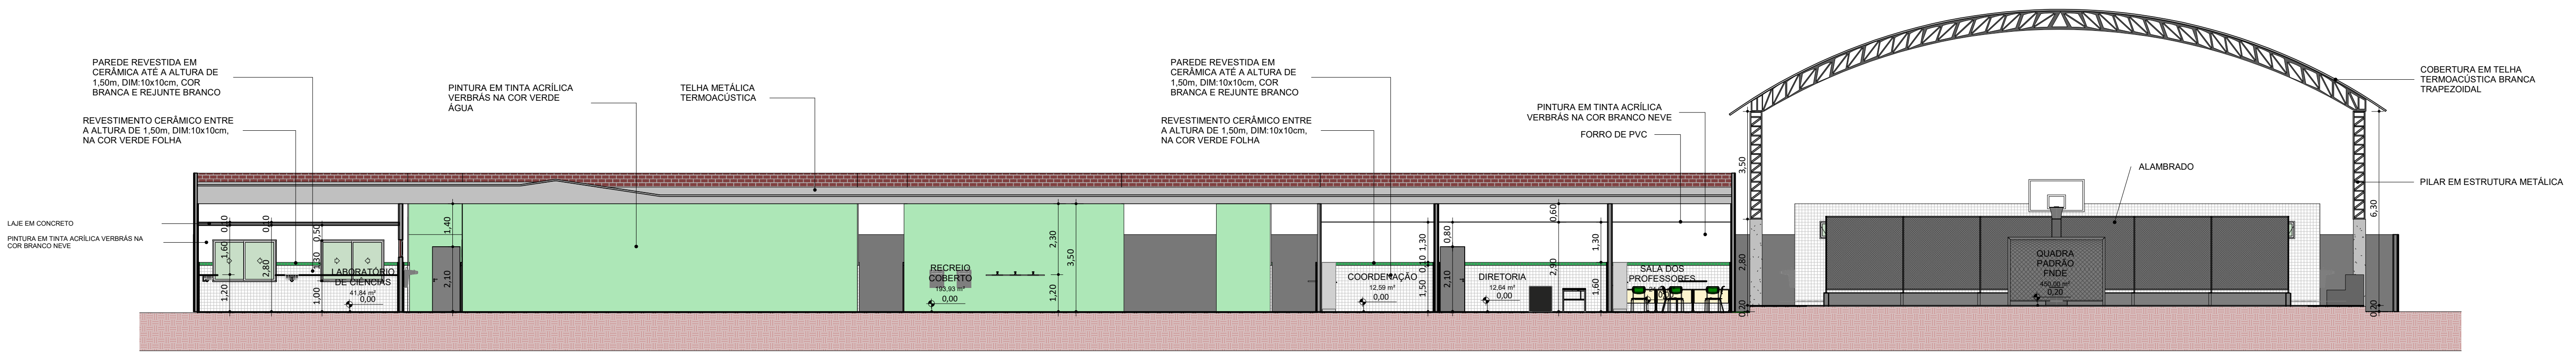 PAREDE REVESTIDA EM
CERÂMICA ATÉ A ALTURA DE
1,50m, DIM:10x10cm, COR
BRANCA E REJUNTE BRANCO
REVESTIMENTO CERÂMICO ENTRE
A ALTURA DE 1,50m, DIM:10x10cm,
NA COR VERDE FOLHA
LAJE EM CONCRETO
PINTURA EM TINTA ACRÍLICA VERBRÁS NA
COR BRANCO NEVE
PINTURA EM TINTA ACRÍLICA
VERBRÁS NA COR VERDE
ÁGUA
TELHA METÁLICA
TERMOACÚSTICA
PAREDE REVESTIDA EM
CERÂMICA ATÉ A ALTURA DE
1,50m, DIM:10x10cm, COR
BRANCA E REJUNTE BRANCO
REVESTIMENTO CERÂMICO ENTRE
A ALTURA DE 1,50m, DIM:10x10cm,
NA COR VERDE FOLHA
PINTURA EM TINTA ACRÍLICA
VERBRÁS NA COR BRANCO NEVE
FORRO DE PVC
COBERTURA EM TELHA
TERMOACÚSTICA BRANCA
TRAPEZOIDAL
ALAMBRADO
PILAR EM ESTRUTURA METÁLICA
0,10
1,60
1,20
0,10
2,80
0,50
1,30
1,00
LABORATÓRIO
DE CIÊNCIAS
41,84 m²
0,00
1,40
2,10
RECREIO
COBERTO
193,93 m²
0,00
2,30
1,20
3,50
COORDENAÇÃO
12,59 m²
0,00
1,30
0,10
1,50
0,80
2,10
DIRETORIA
12,64 m²
0,00
0,60
2,90
1,30
1,60
SALA DOS
PROFESSORES
3,50
2,80
0,20
QUADRA
PADRÃO
FNDE
450,00 m²
0,20
6,30
0,20